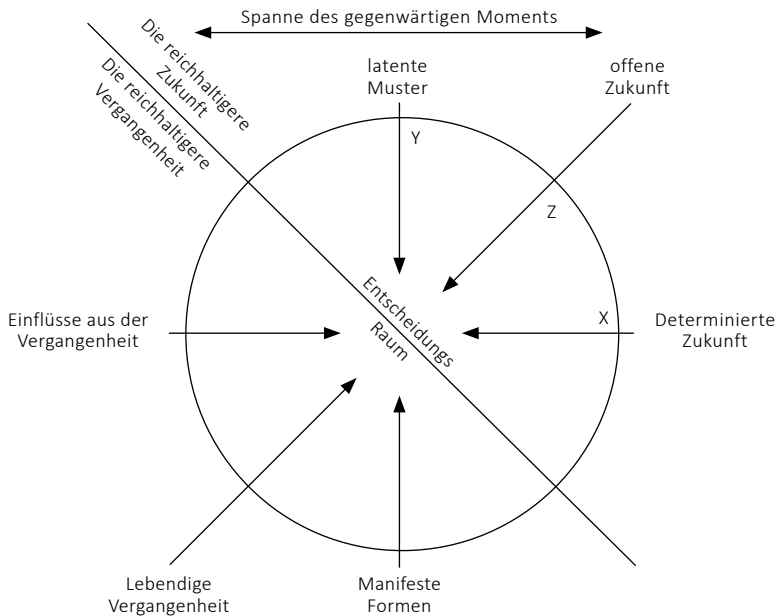 Spanne des gegenwärtigen Moments
Die reichhaltigere
Zukunft
Die reichhaltigere
Vergangenheit
latente
Muster
offene
Zukunft
Y
Z
Entscheidungs
Raum
Einflüsse aus der
Vergangenheit
X
Determinierte
Zukunft
Lebendige
Vergangenheit
Manifeste
Formen